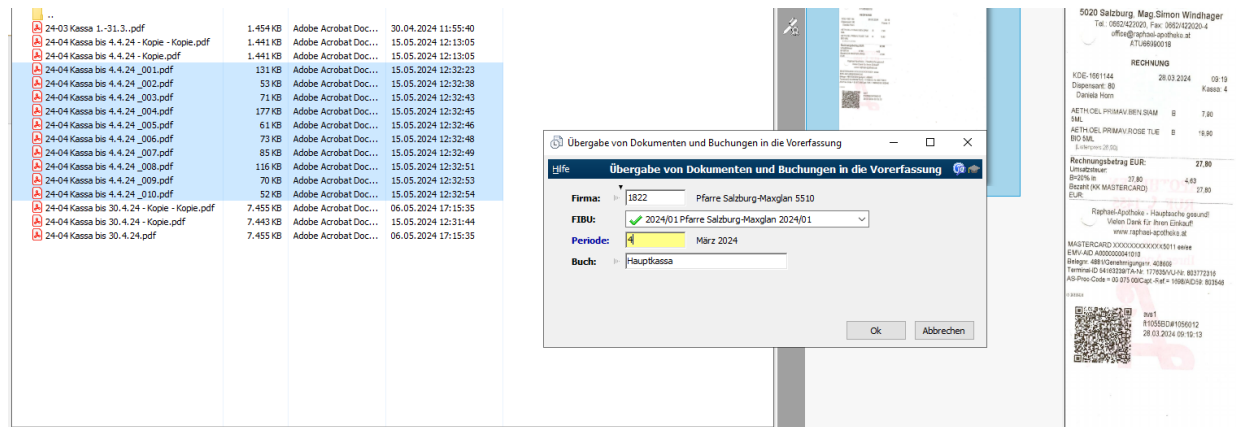 ..
24-03 Kassa 1.-31.3..pdf 1.454 KB Adobe Acrobat Doc... 30.04.2024 11:55:40
24-04 Kassa bis 4.4.24 - Kopie - Kopie.pdf 1.441 KB Adobe Acrobat Doc... 15.05.2024 12:13:05
24-04 Kassa bis 4.4.24 - Kopie.pdf 1.441 KB Adobe Acrobat Doc... 15.05.2024 12:13:05
24-04 Kassa bis 4.4.24 _001.pdf 131 KB Adobe Acrobat Doc... 15.05.2024 12:32:23
24-04 Kassa bis 4.4.24 _002.pdf 53 KB Adobe Acrobat Doc... 15.05.2024 12:32:38
24-04 Kassa bis 4.4.24 _003.pdf 71 KB Adobe Acrobat Doc... 15.05.2024 12:32:43
24-04 Kassa bis 4.4.24 _004.pdf 177 KB Adobe Acrobat Doc... 15.05.2024 12:32:45
24-04 Kassa bis 4.4.24 _005.pdf 61 KB Adobe Acrobat Doc... 15.05.2024 12:32:46
24-04 Kassa bis 4.4.24 _006.pdf 73 KB Adobe Acrobat Doc... 15.05.2024 12:32:48
24-04 Kassa bis 4.4.24 _007.pdf 85 KB Adobe Acrobat Doc... 15.05.2024 12:32:49
24-04 Kassa bis 4.4.24 _008.pdf 116 KB Adobe Acrobat Doc... 15.05.2024 12:32:51
24-04 Kassa bis 4.4.24 _009.pdf 70 KB Adobe Acrobat Doc... 15.05.2024 12:32:53
24-04 Kassa bis 4.4.24 _010.pdf 52 KB Adobe Acrobat Doc... 15.05.2024 12:32:54
24-04 Kassa bis 30.4.24 - Kopie - Kopie.pdf 7.455 KB Adobe Acrobat Doc... 06.05.2024 17:15:35
24-04 Kassa bis 30.4.24 - Kopie.pdf 7.443 KB Adobe Acrobat Doc... 15.05.2024 12:31:44
24-04 Kassa bis 30.4.24.pdf 7.455 KB Adobe Acrobat Doc... 06.05.2024 17:15:35
Übergabe von Dokumenten und Buchungen in die Vorerfassung
Hilfe Übergabe von Dokumenten und Buchungen in die Vorerfassung
Firma: 1822 Pfarre Salzburg-Maxglan 5510
FIBU: 2024/01 Pfarre Salzburg-Maxglan 2024/01
Periode: 4 März 2024
Buch: Hauptkassa
Ok Abbrechen
5020 Salzburg, Mag.Simon Windhager
Tel.: 0662/422020, Fax: 0662/422020-4
office@raphael-apotheke.at
ATU66990018
RECHNUNG
KDE-1661144 28.03.2024 09:19
Dispensant: 80 Kassa: 4
Daniela Horn
AETH.OEL PRIMAV.BEN.SIAM B 7,90
5ML
AETH.OEL PRIMAV.ROSE TUE B 19,90
BIO 5ML
Rechnungsbetrag EUR: 27,80
Umsatzsteuer:
B=20% in 4,63
Bezahlt (KK MASTERCARD) 27,80
EUR:
Raphael-Apotheke - Hauptsache gesund!
Vielen Dank für Ihren Einkauf!
www.raphael-apotheke.at
MASTERCARD XXXXXXXXXXXX5011
EMV-AID A0000000041010
28.03.2024 09:19:13